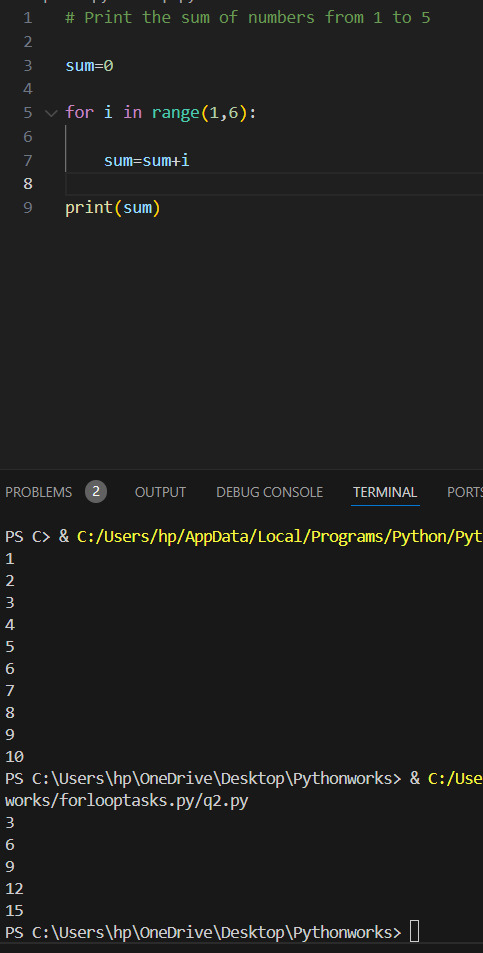 1 # Print the sum of numbers from 1 to 5
2
3 sum=0
4
5 for i in range(1,6):
6
7     sum=sum+i
8
9 print(sum)
PROBLEMS 2 OUTPUT DEBUG CONSOLE TERMINAL PORTS
PS C> & C:/Users/hp/AppData/Local/Programs/Python/Pyt
1
2
3
4
5
6
7
8
9
10
PS C:\Users\hp\OneDrive\Desktop\Pythonworks> & C:/Use
works/forlooptasks.py/q2.py
3
6
9
12
15
PS C:\Users\hp\OneDrive\Desktop\Pythonworks>